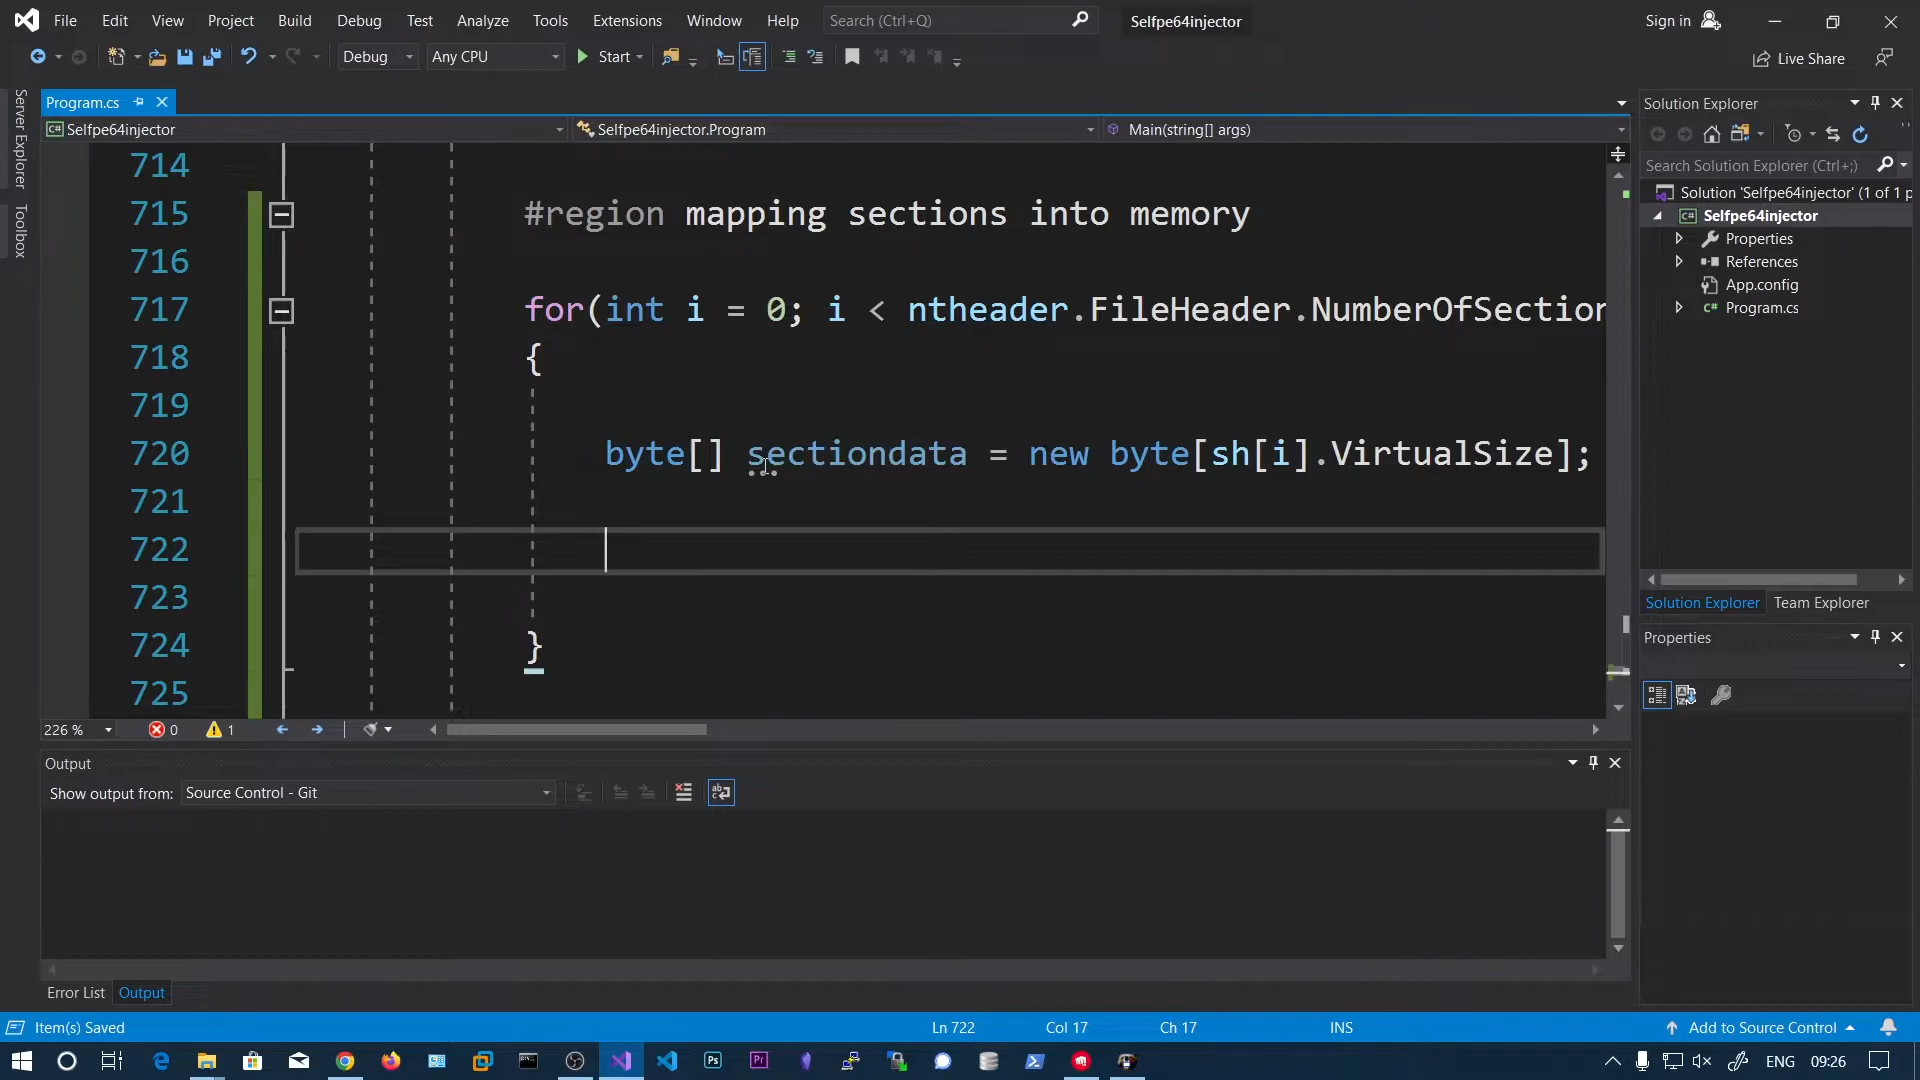 File Edit View Project Build Debug Test Analyze Tools Extensions Window Help Search (Ctrl+Q) Selfpe64injector Sign in
Debug Any CPU Start Live Share
Server Explorer
Toolbox
Program.cs
Selfpe64injector Selfpe64injector.Program Main(string[] args)
714
715 #region mapping sections into memory
716
717 for(int i = 0; i < ntheader.FileHeader.NumberOfSection
718 {
719
720 byte[] sectiondata = new byte[sh[i].VirtualSize];
721
722
723
724 }
725
226 % 0 1
Output
Show output from: Source Control - Git
Error List Output
Solution Explorer
Search Solution Explorer (Ctrl+;)
Solution 'Selfpe64injector' (1 of 1 p
Selfpe64injector
Properties
References
App.config
C# Program.cs
Solution Explorer Team Explorer
Properties
Item(s) Saved Ln 722 Col 17 Ch 17 INS Add to Source Control
ENG 09:26